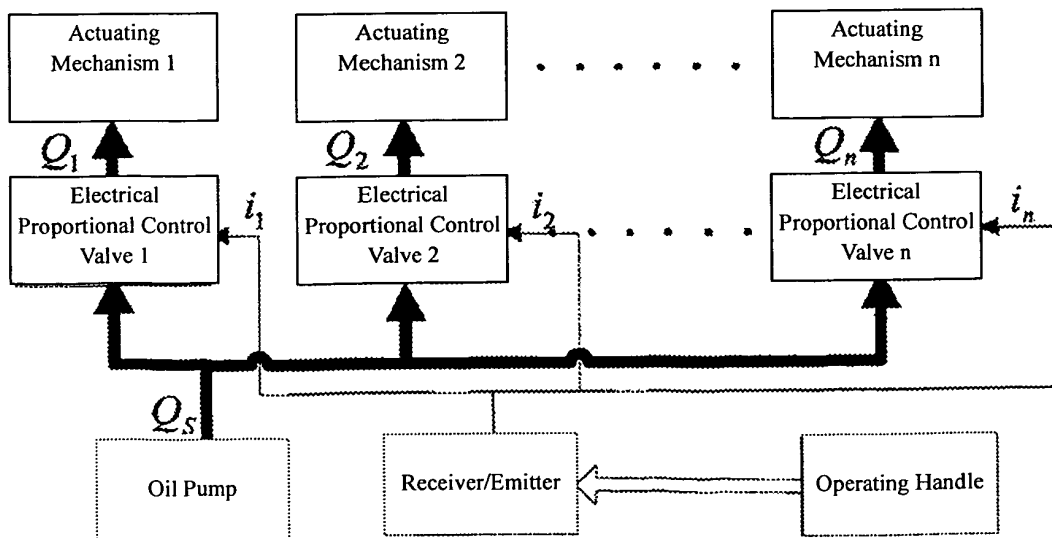 Actuating
Mechanism 1
Actuating
Mechanism 2
Actuating
Mechanism n
Q1
Q2
Qn
Electrical
Proportional Control
Valve 1
i1
Electrical
Proportional Control
Valve 2
i2
Electrical
Proportional Control
Valve n
in
QS
Oil Pump
Receiver/Emitter
Operating Handle